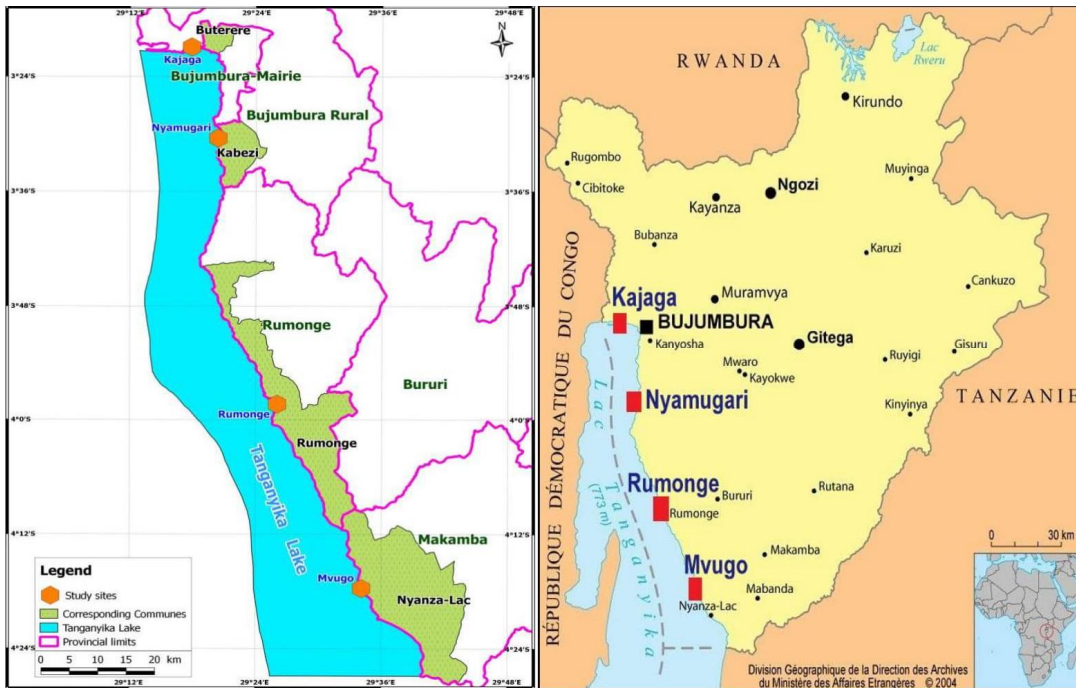 29°12'E 29°24'E 29°36'E 29°48'E
N
Buterere
Kajaga
3°24'S
3°24'S
Bujumbura-Mairie
Bujumbura Rural
Nyamugari
Kabezi
3°36'S
3°36'S
3°48'S
3°48'S
Rumonge
Bururi
Rumonge
4°0'S
4°0'S
Rumonge
Tanganyika Lake
4°12'S
4°12'S
Makamba
Mvugo
Nyanza-Lac
4°24'S
4°24'S
Legend
Study sites
Corresponding Communes
Tanganyika Lake
Provincial limits
0 5 10 15 20 km
29°12'E 29°24'E 29°36'E 29°48'E
RWANDA
Lac
Rweru
Kirundo
Rugombo
Cibitoke
Muyinga
Ngozi
Kayanza
Bubanza
Karuzi
Cankuzo
Muramvya
Kajaga
BUJUMBURA
Kanyosha
Gitega
Gisuru
Ruyigi
Mwaro
Kayokwe
TANZANIE
Nyamugari
Kinyinya
RÉPUBLIQUE DÉMOCRATIQUE DU CONGO
Lac Tanganyika
(773 m)
Rumonge
Bururi
Rutana
Rumonge
Makamba
Mvugo
Mabanda
Nyanza-Lac
0 30 km
Division Géographique de la Direction des Archives
du Ministère des Affaires Etrangères © 2004